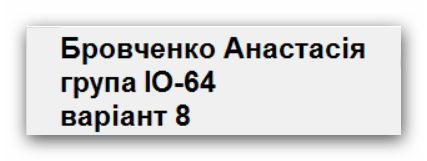 Бровченко Анастасія
група ІО-64
варіант 8